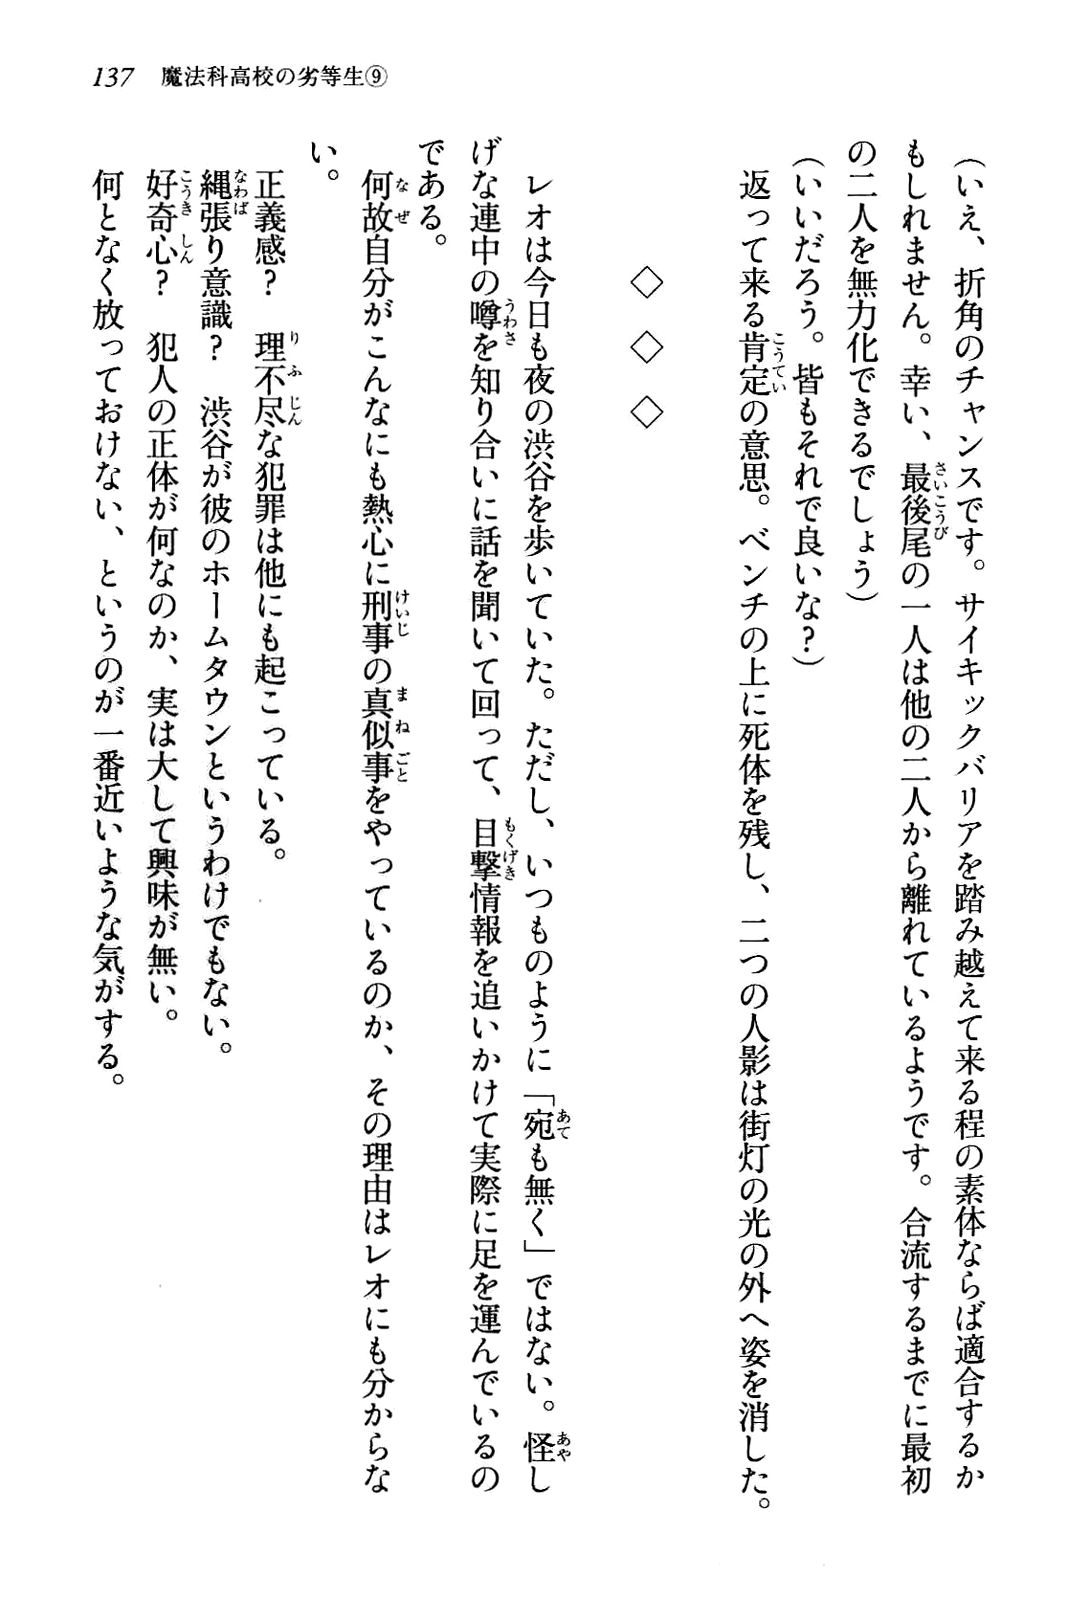 137 魔法科高校の劣等生⑨
（いえ、折角のチャンスです。サイキックバリアを踏み越えて来る程の素体ならば適合するか
もしれません。幸い、最後尾の一人は他の二人から離れているようです。合流するまでに最初
の二人を無力化できるでしょう）
（いいだろう。皆もそれで良いな？）
返って来る肯定の意思。ベンチの上に死体を残し、二つの人影は街灯の光の外へ姿を消した。
◇　◇　◇
レオは今日も夜の渋谷を歩いていた。ただし、いつものように「宛も無く」ではない。怪し
げな連中の噂を知り合いに話を聞いて回って、目撃情報を追いかけて実際に足を運んでいるの
である。
何故自分がこんなにも熱心に刑事の真似事をやっているのか、その理由はレオにも分からな
い。
正義感？　理不尽な犯罪は他にも起こっている。
縄張り意識？　渋谷が彼のホームタウンというわけでもない。
好奇心？　犯人の正体が何なのか、実は大して興味が無い。
何となく放っておけない、というのが一番近いような気がする。